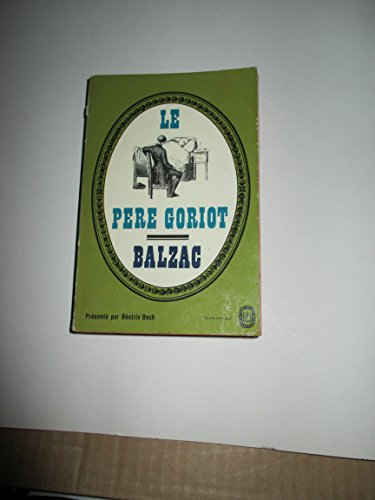 LE
PERE GORIOT
BALZAC
Présenté par Béatrix Beck